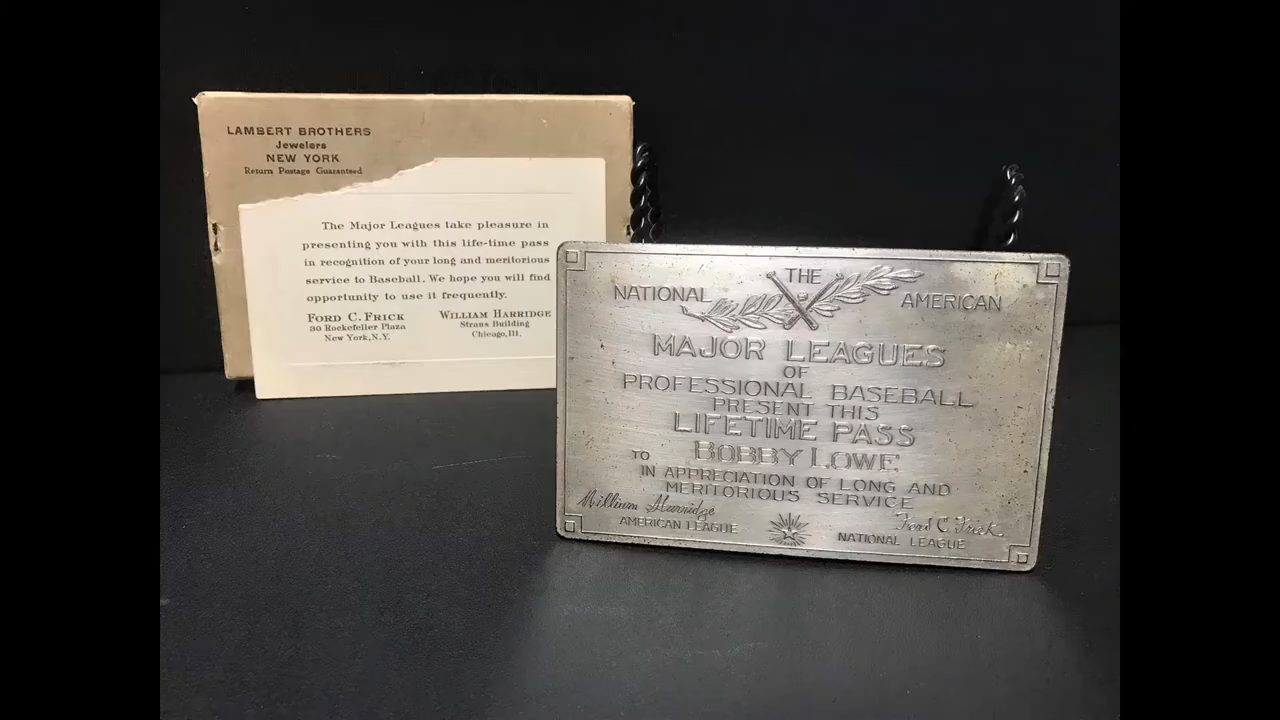 LAMBERT BROTHERS
Jewelers
NEW YORK
Return Postage Guaranteed
The Major Leagues take pleasure in
presenting you with this life-time pass
in recognition of your long and meritorious
service to Baseball. We hope you will find
opportunity to use it frequently.
FORD C. FRICK
30 Rockefeller Plaza
New York, N.Y.
WILLIAM HARRIDGE
Straus Building
Chicago, Ill.
THE
NATIONAL AMERICAN
MAJOR LEAGUES
OF
PROFESSIONAL BASEBALL
PRESENT THIS
LIFETIME PASS
TO BOBBY LOWE
IN APPRECIATION OF LONG AND
MERITORIOUS SERVICE
William Harridge
AMERICAN LEAGUE
Ford C. Frick
NATIONAL LEAGUE